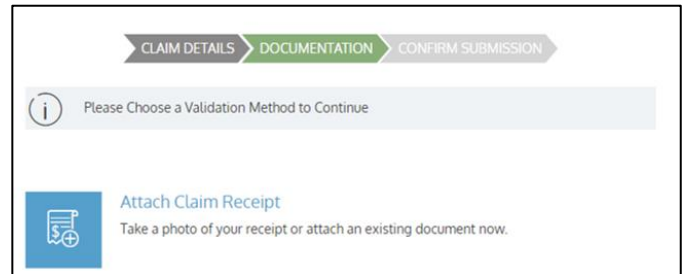 CLAIM DETAILS DOCUMENTATION CONFIRM SUBMISSION
Please Choose a Validation Method to Continue
Attach Claim Receipt
Take a photo of your receipt or attach an existing document now.